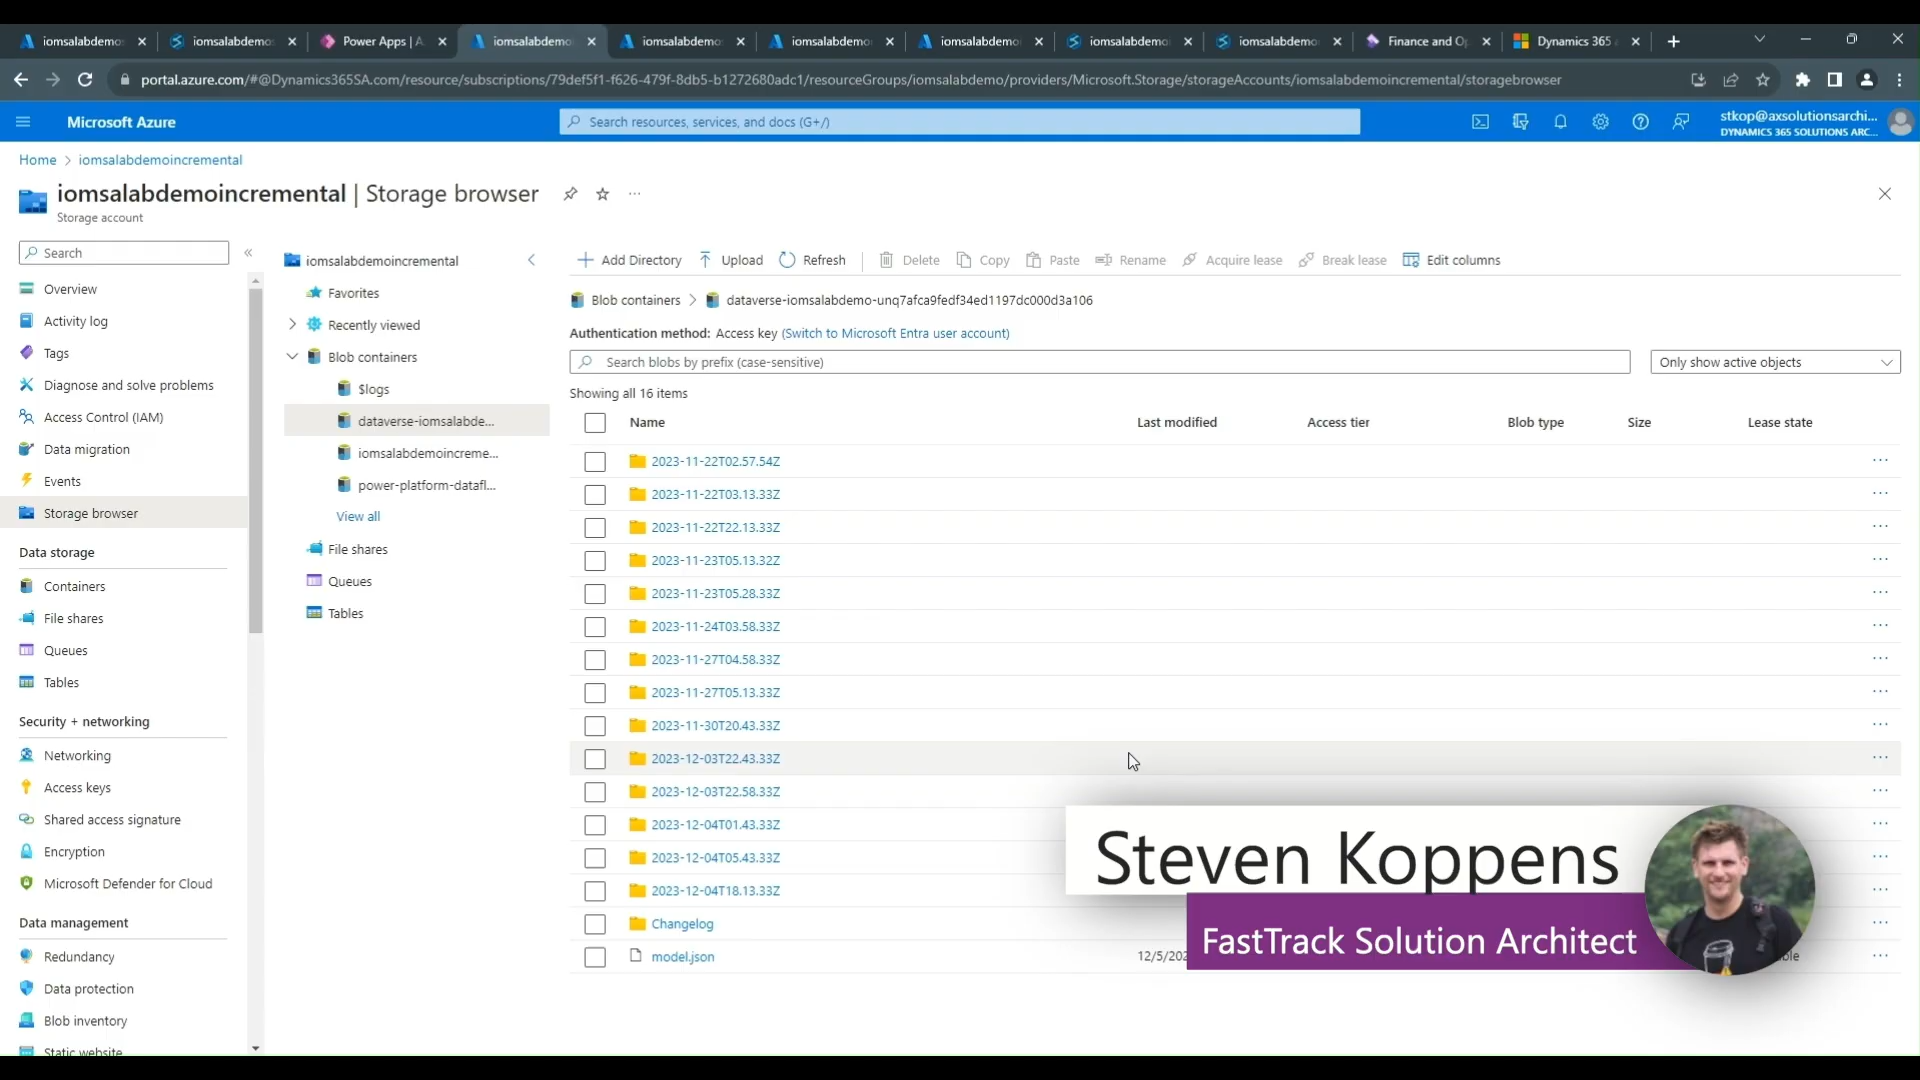 iomsalabdemo
iomsalabdemo
Power Apps | A
iomsalabdemo
iomsalabdemo
iomsalabdemo
iomsalabdemo
iomsalabdemo
iomsalabdemo
Finance and Op
Dynamics 365
portal.azure.com/#@Dynamics365SA.com/resource/subscriptions/79def5f1-f626-479f-8db5-b1272680adc1/resourceGroups/iomsalabdemo/providers/Microsoft.Storage/storageAccounts/iomsalabdemoincremental/storagebrowser
Microsoft Azure
Search resources, services, and docs (G+/)
stkop@axsolutionsarchi...
DYNAMICS 365 SOLUTIONS ARC...
Home > iomsalabdemoincremental
iomsalabdemoincremental | Storage browser
Storage account
Search
Overview
Activity log
Tags
Diagnose and solve problems
Access Control (IAM)
Data migration
Events
Storage browser
Data storage
Containers
File shares
Queues
Tables
Security + networking
Networking
Access keys
Shared access signature
Encryption
Microsoft Defender for Cloud
Data management
Redundancy
Data protection
Blob inventory
Static website
iomsalabdemoincremental
Favorites
Recently viewed
Blob containers
$logs
dataverse-iomsalabde...
iomsalabdemoincreme...
power-platform-datafl...
View all
File shares
Queues
Tables
Add Directory Upload Refresh Delete Copy Paste Rename Acquire lease Break lease Edit columns
Blob containers > dataverse-iomsalabdemo-unq7afca9fedf34ed1197dc000d3a106
Authentication method: Access key (Switch to Microsoft Entra user account)
Search blobs by prefix (case-sensitive)
Only show active objects
Showing all 16 items
Name Last modified Access tier Blob type Size Lease state
2023-11-22T02.57.54Z
2023-11-22T03.13.33Z
2023-11-22T22.13.33Z
2023-11-23T05.13.32Z
2023-11-23T05.28.33Z
2023-11-24T03.58.33Z
2023-11-27T04.58.33Z
2023-11-27T05.13.33Z
2023-11-30T20.43.33Z
2023-12-03T22.43.33Z
2023-12-03T22.58.33Z
2023-12-04T01.43.33Z
2023-12-04T05.43.33Z
2023-12-04T18.13.33Z
Changelog
model.json 12/5/202
Steven Koppens
FastTrack Solution Architect